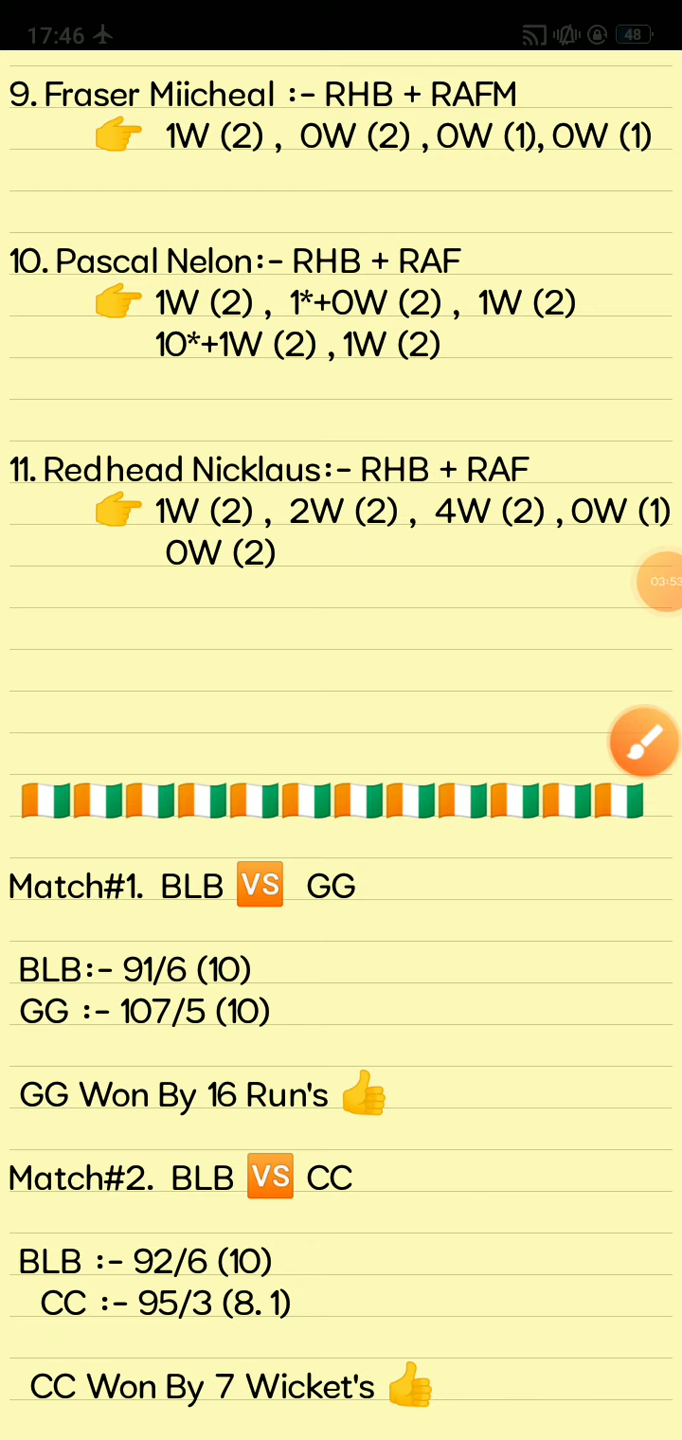 17:46 48
9. Fraser Miicheal :- RHB + RAFM
👉 1W (2) , 0W (2) , 0W (1), 0W (1)
10. Pascal Nelon:- RHB + RAF
👉 1W (2) , 1*+0W (2) , 1W (2)
10*+1W (2) , 1W (2)
11. Redhead Nicklaus:- RHB + RAF
👉 1W (2) , 2W (2) , 4W (2) , 0W (1)
0W (2)
03:53
🇨🇮🇨🇮🇨🇮🇨🇮🇨🇮🇨🇮🇨🇮🇨🇮🇨🇮🇨🇮🇨🇮🇨🇮
Match#1. BLB 🆚 GG
BLB:- 91/6 (10)
GG :- 107/5 (10)
GG Won By 16 Run's 👍
Match#2. BLB 🆚 CC
BLB :- 92/6 (10)
CC :- 95/3 (8. 1)
CC Won By 7 Wicket's 👍